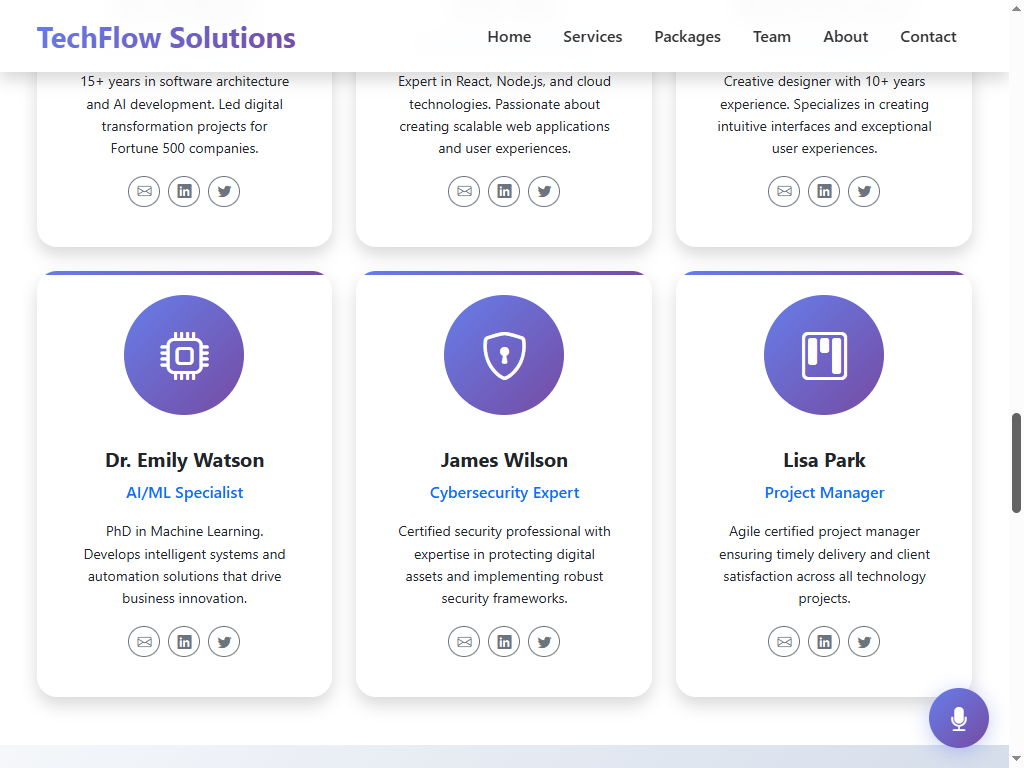 TechFlow Solutions
Home
Services
Packages
Team
About
Contact
15+ years in software architecture
and AI development. Led digital
transformation projects for
Fortune 500 companies.
Expert in React, Node.js, and cloud
technologies. Passionate about
creating scalable web applications
and user experiences.
Creative designer with 10+ years
experience. Specializes in creating
intuitive interfaces and exceptional
user experiences.
Dr. Emily Watson
AI/ML Specialist
PhD in Machine Learning.
Develops intelligent systems and
automation solutions that drive
business innovation.
James Wilson
Cybersecurity Expert
Certified security professional with
expertise in protecting digital
assets and implementing robust
security frameworks.
Lisa Park
Project Manager
Agile certified project manager
ensuring timely delivery and client
satisfaction across all technology
projects.